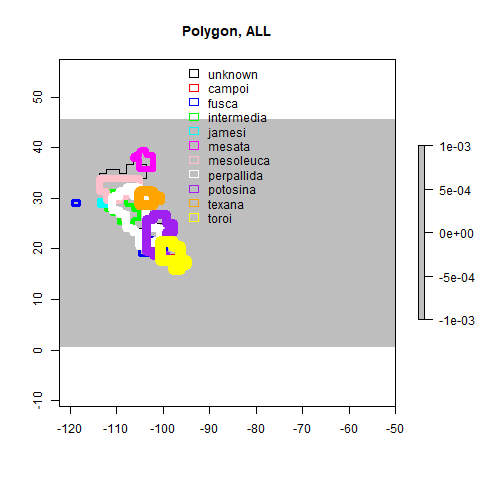 Polygon, ALL
unknown
campoi
fusca
intermedia
jamesi
mesata
mesoleuca
perpallida
potosina
texana
toroi
50
40
30
20
10
0
-10
-120
-110
-100
-90
-80
-70
-60
-50
1e-03
5e-04
0e+00
-5e-04
-1e-03